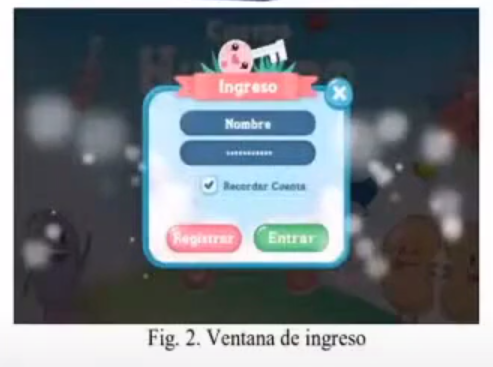 Ingreso
Nombre
Recordar Cuenta
Registrar
Entrar
Fig. 2. Ventana de ingreso